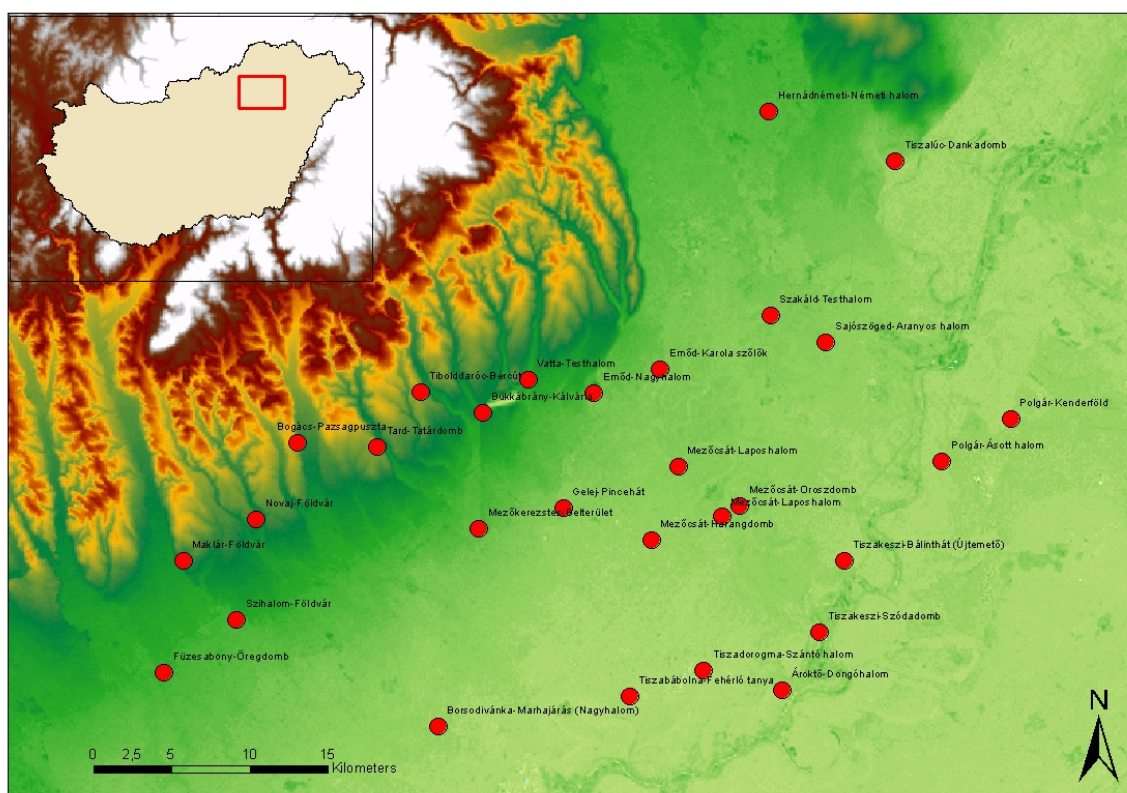 Hernádnémeti-Németi halom
Tiszalúc-Dankadomb
Szakáld-Testhalom
Sajószöged-Aranyos halom
Emőd-Karola szőlők
Vatta-Testhalom
Tibolddaróc-Bércút
Emőd-Nagyhalom
Bükkábrány-Kálvária
Polgár-Kenderföld
Bogács-Pazsagpuszta
Tard-Tatárdomb
Polgár-Ásott halom
Mezőcsát-Laposhalom
Mezőcsát-Oroszdomb
Gelej-Pincehát
Mezőcsát-Laposhalom
Novaj-Földvár
Mezőkerezstes-Belterület
Mezőcsát-Harangdomb
Maklár-Földvár
Tiszakeszi-Bálinthát (Újtemető)
Szihalom-Földvár
Tiszakeszi-Szódadomb
Füzesabony-Öregdomb
Tiszadorogma-Szántó halom
Tiszabábolna-Fehérló tanya
Ároktő-Dongóhalom
Borsodivánka-Marhajárás (Nagyhalom)
N
0 2,5 5 10 15
Kilometers